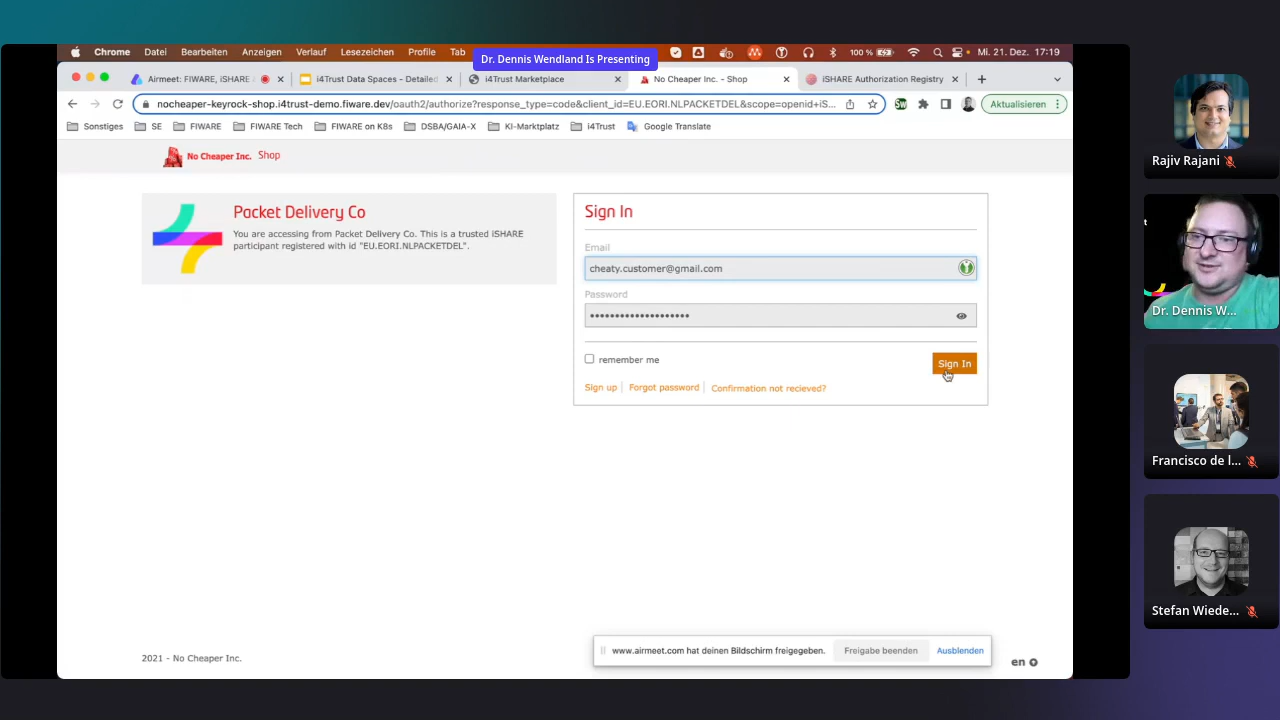 Dr. Dennis Wendland Is Presenting
Chrome Datei Bearbeiten Anzeigen Verlauf Lesezeichen Profile Tab 100 % Mi. 21. Dez. 17:19
Airmeet: FIWARE, iSHARE i4Trust Data Spaces - Detailed i4Trust Marketplace No Cheaper Inc. - Shop iSHARE Authorization Registry
nocheaper-keyrock-shop.i4trust-demo.fiware.dev/oauth2/authorize?response_type=code&client_id=EU.EORI.NLPACKETDEL&scope=openid+iS... Aktualisieren
Sonstiges SE FIWARE FIWARE Tech FIWARE on K8s DSBA/GAIA-X KI-Marktplatz i4Trust Google Translate
No Cheaper Inc. Shop
Packet Delivery Co
You are accessing from Packet Delivery Co. This is a trusted iSHARE
participant registered with id "EU.EORI.NLPACKETDEL".
Sign In
Email
cheaty.customer@gmail.com
Password
••••••••••••••••••••
remember me
Sign In
Sign up Forgot password Confirmation not recieved?
www.airmeet.com hat deinen Bildschirm freigegeben. Freigabe beenden Ausblenden
2021 - No Cheaper Inc.
en
Rajiv Rajani
Dr. Dennis W...
Francisco de l...
Stefan Wiede...